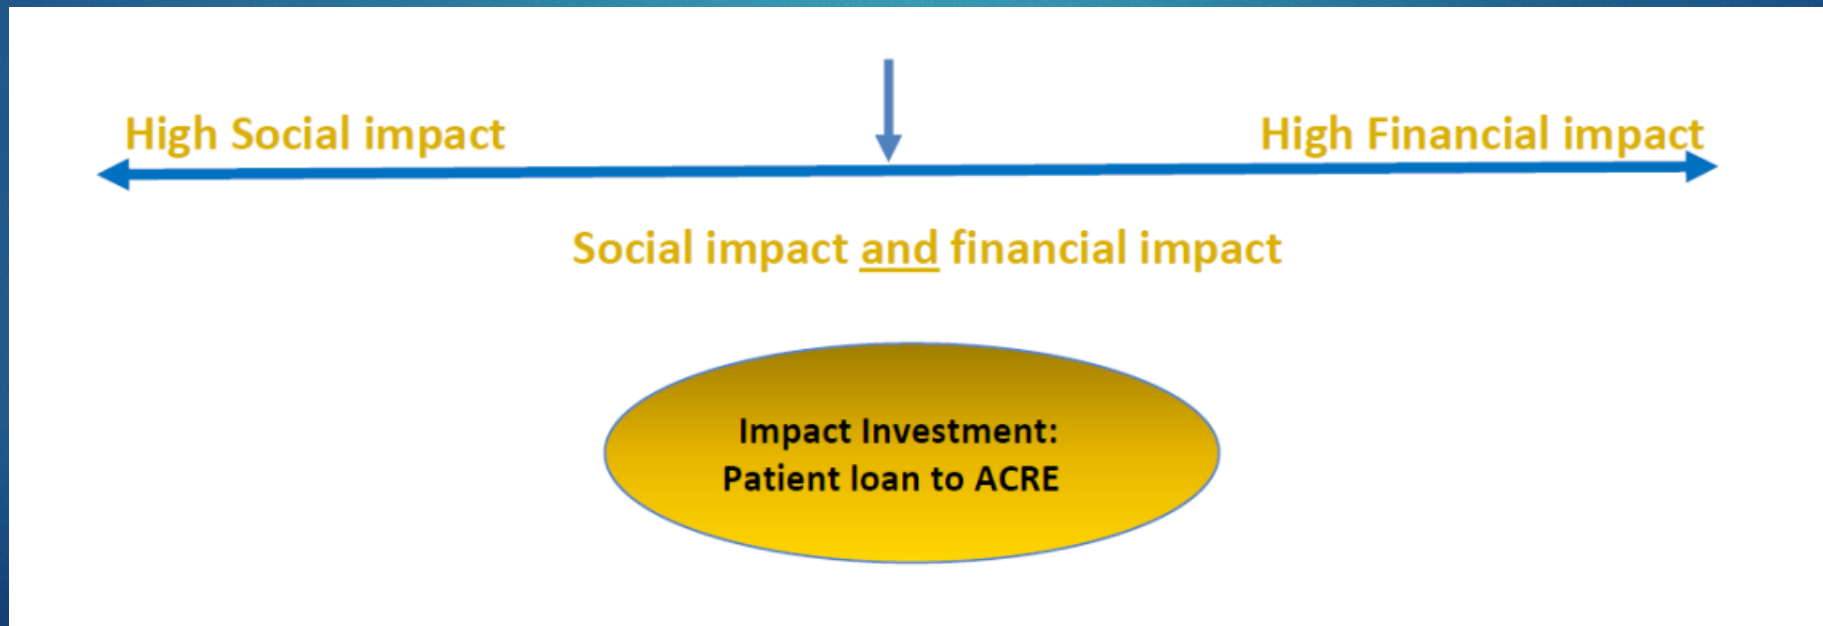 High Social impact
High Financial impact
Social impact and financial impact
Impact Investment:
Patient loan to ACRE